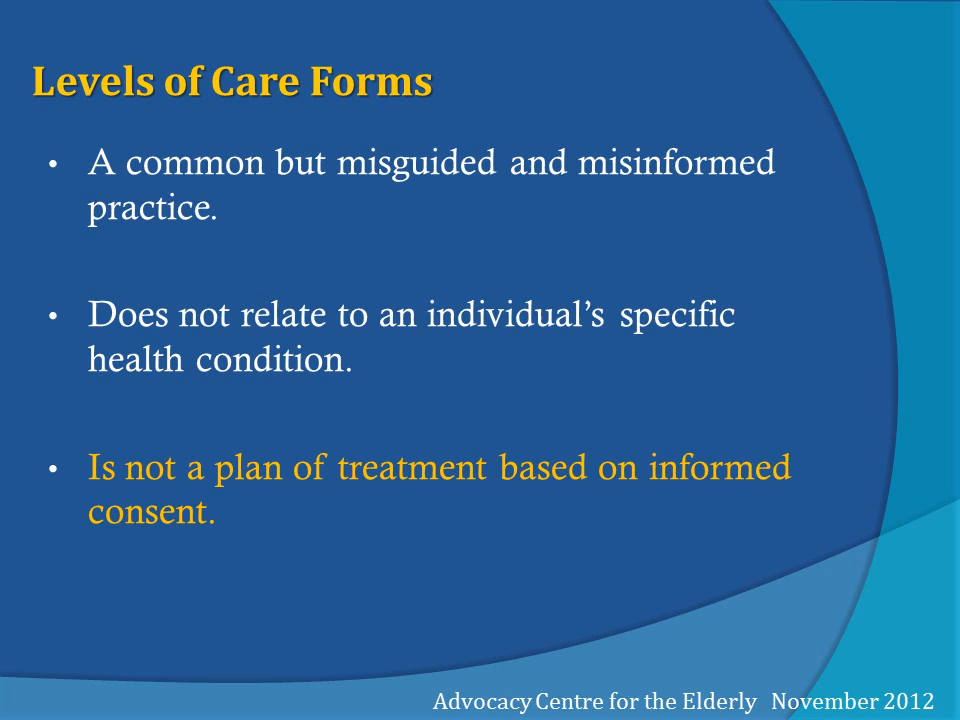 Levels of Care Forms
• A common but misguided and misinformed
practice.
• Does not relate to an individual’s specific
health condition.
• Is not a plan of treatment based on informed
consent.
Advocacy Centre for the Elderly November 2012